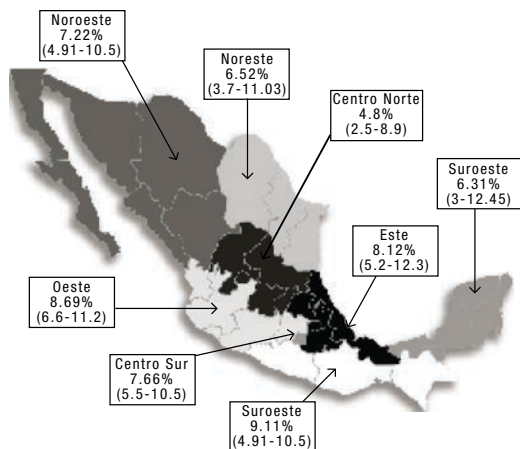 Noroeste
7.22%
(4.91-10.5)
Noreste
6.52%
(3.7-11.03)
Centro Norte
4.8%
(2.5-8.9)
Suroeste
6.31%
(3-12.45)
Este
8.12%
(5.2-12.3)
Oeste
8.69%
(6.6-11.2)
Centro Sur
7.66%
(5.5-10.5)
Suroeste
9.11%
(4.91-10.5)